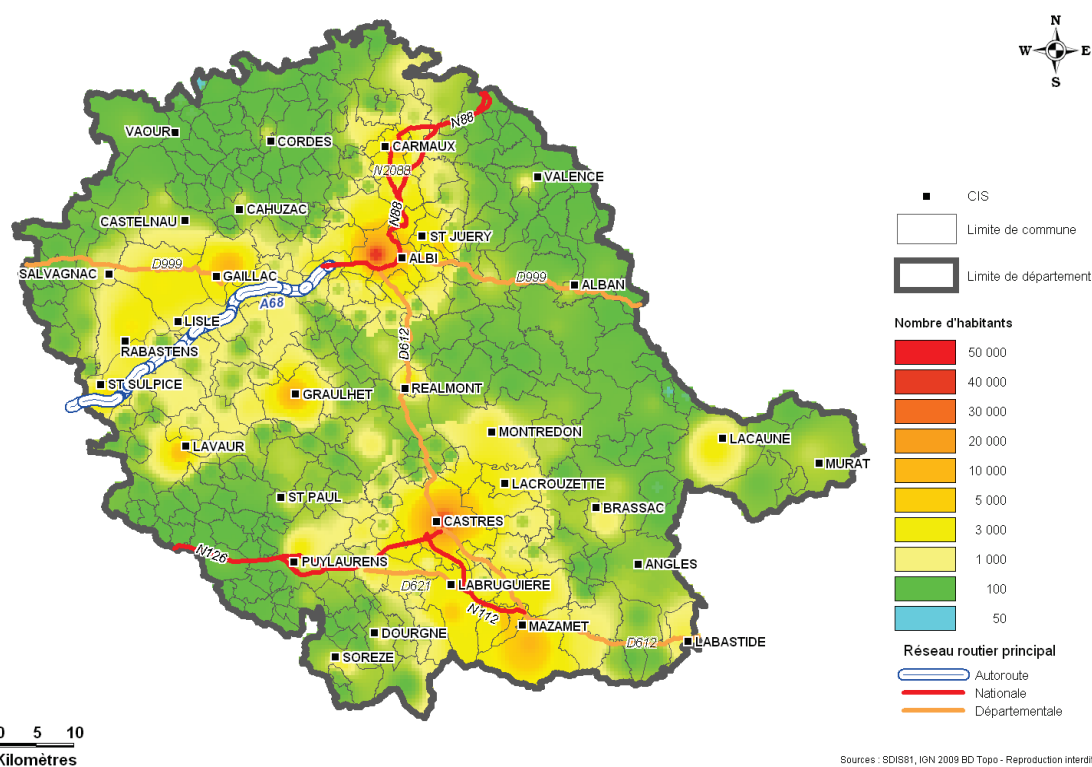 N
W E
S
N88
VAOUR
CORDES
CARMAUX
N2088
VALENCE
CAHUZAC
CASTELNAU
N88
ST JUERY
ALBI
SALVAGNAC
D999
GAILLAC
D999
ALBAN
A68
LISLE
RABASTENS
D612
ST SULPICE
GRAULHET
REALMONT
MONTREDON
LACAUNE
LAVAUR
MURAT
LACROUZETTE
ST PAUL
BRASSAC
CASTRES
N126
PUYLAURENS
ANGLES
D621
LABRUGUIERE
N112
MAZAMET
DOURGNE
D612
LABASTIDE
SOREZE
CIS
Limite de commune
Limite de département
Nombre d'habitants
50 000
40 000
30 000
20 000
10 000
5 000
3 000
1 000
100
50
Réseau routier principal
Autoroute
Nationale
Départementale
0 5 10
Kilomètres
Sources : SDIS81, IGN 2009 BD Topo - Reproduction interdi